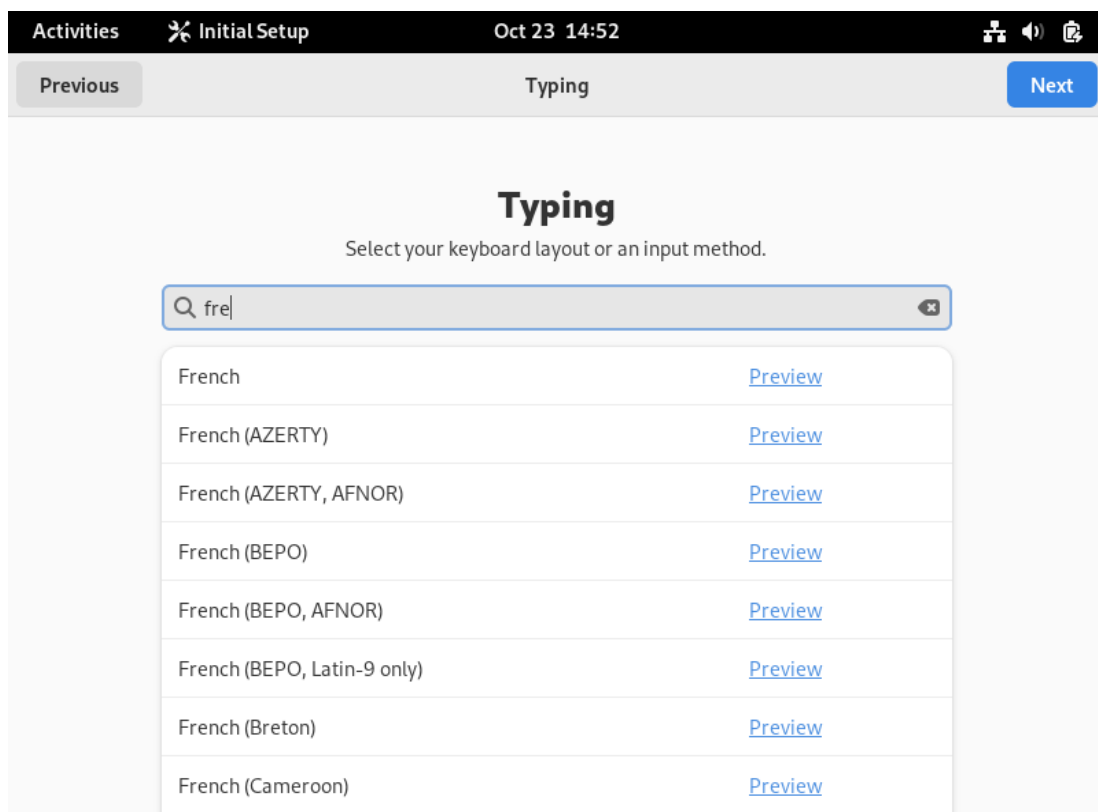 Activities Initial Setup Oct 23 14:52
Previous Typing Next
Typing
Select your keyboard layout or an input method.
fre
French Preview
French (AZERTY) Preview
French (AZERTY, AFNOR) Preview
French (BEPO) Preview
French (BEPO, AFNOR) Preview
French (BEPO, Latin-9 only) Preview
French (Breton) Preview
French (Cameroon) Preview